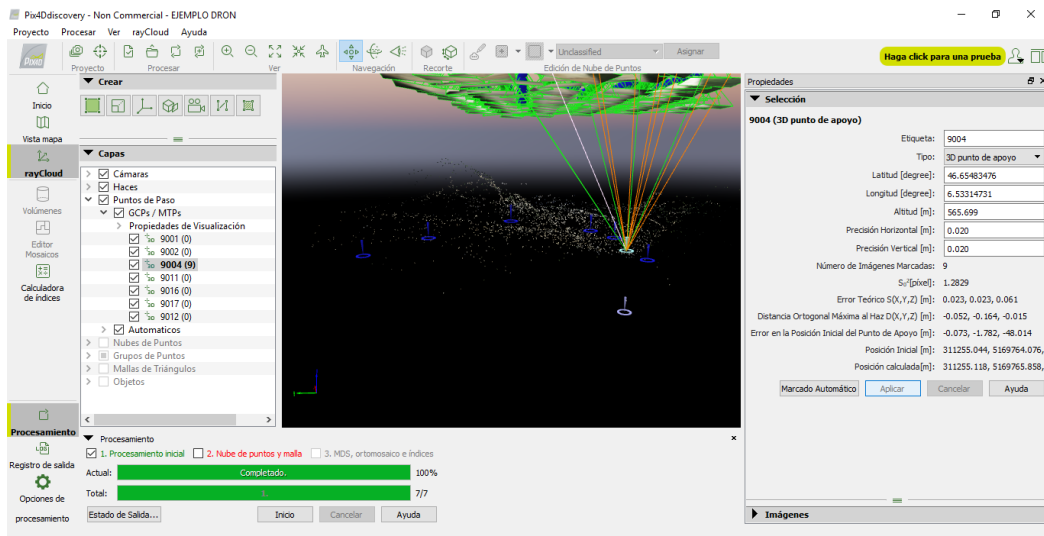 Pix4Ddiscovery - Non Commercial - EJEMPLO DRON
Proyecto Procesar Ver rayCloud Ayuda
PIX4D
Proyecto Procesar Ver Navegación Recorte Edición de Nube de Puntos
Unclassified Asignar
Haga click para una prueba
Inicio
Vista mapa
rayCloud
Volúmenes
Editor
Mosaicos
Calculadora
de índices
Procesamiento
Registro de salida
Opciones de
procesamiento
Crear
Capas
Cámaras
Haces
Puntos de Paso
GCPs / MTPs
Propiedades de Visualización
3D 9001 (0)
3D 9002 (0)
3D 9004 (9)
3D 9011 (0)
3D 9016 (0)
3D 9017 (0)
3D 9012 (0)
Automaticos
Nubes de Puntos
Grupos de Puntos
Mallas de Triángulos
Objetos
Propiedades
Selección
9004 (3D punto de apoyo)
Etiqueta: 9004
Tipo: 3D punto de apoyo
Latitud [degree]: 46.65483476
Longitud [degree]: 6.53314731
Altitud [m]: 565.699
Precisión Horizontal [m]: 0.020
Precisión Vertical [m]: 0.020
Número de Imágenes Marcadas: 9
S₀²[píxel]: 1.2829
Error Teórico S(X,Y,Z) [m]: 0.023, 0.023, 0.061
Distancia Ortogonal Máxima al Haz D(X,Y,Z) [m]: -0.052, -0.164, -0.015
Error en la Posición Inicial del Punto de Apoyo [m]: -0.073, -1.782, -48.014
Posición Inicial [m]: 311255.044, 5169764.076,
Posición calculada[m]: 311255.118, 5169765.858,
Marcado Automático Aplicar Cancelar Ayuda
Imágenes
Procesamiento
1. Procesamiento inicial 2. Nube de puntos y malla 3. MDS, ortomosaico e índices
Actual: Completado. 100%
Total: 1. 7/7
Estado de Salida... Inicio Cancelar Ayuda